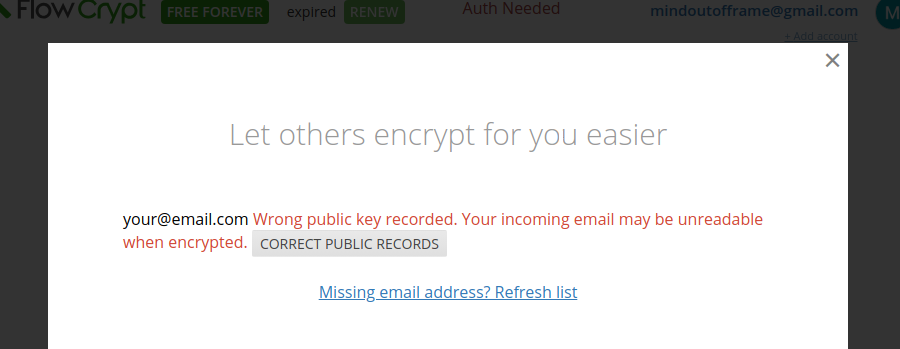 FlowCrypt FREE FOREVER expired RENEW Auth Needed mindoutofframe@gmail.com M
+ Add account
×
Let others encrypt for you easier
your@email.com Wrong public key recorded. Your incoming email may be unreadable
when encrypted. CORRECT PUBLIC RECORDS
Missing email address? Refresh list